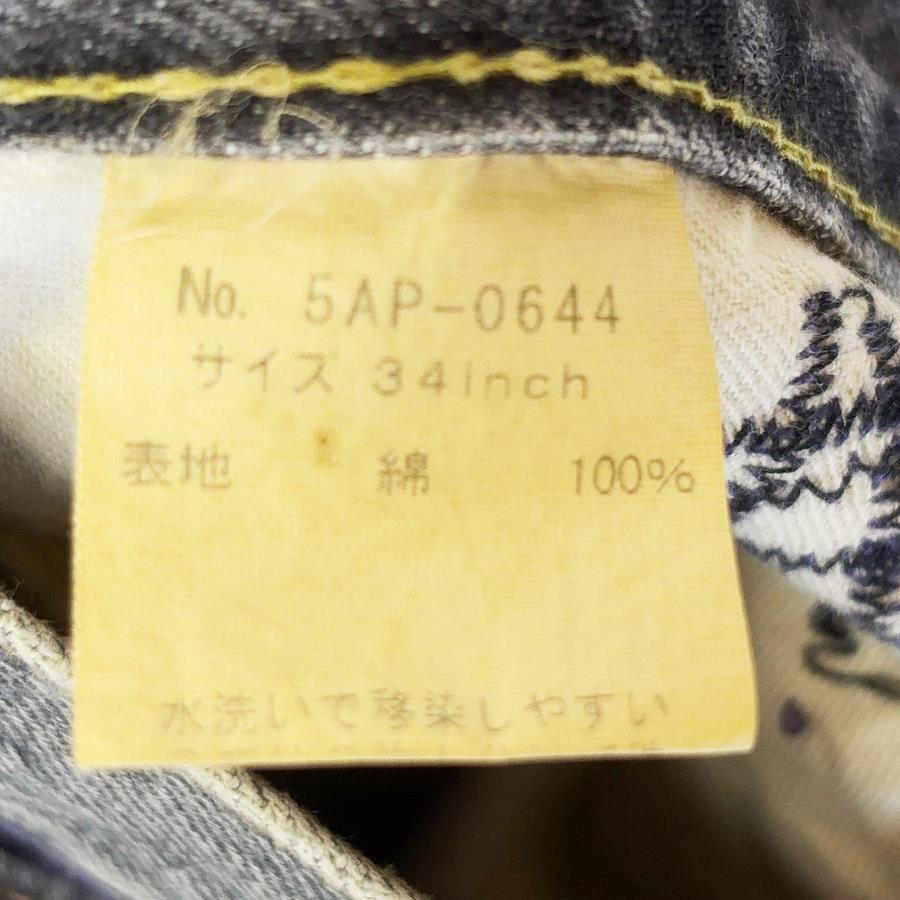 No. 5AP-0644
サイズ 34inch
表地 綿 100%
水洗いで移染しやすい